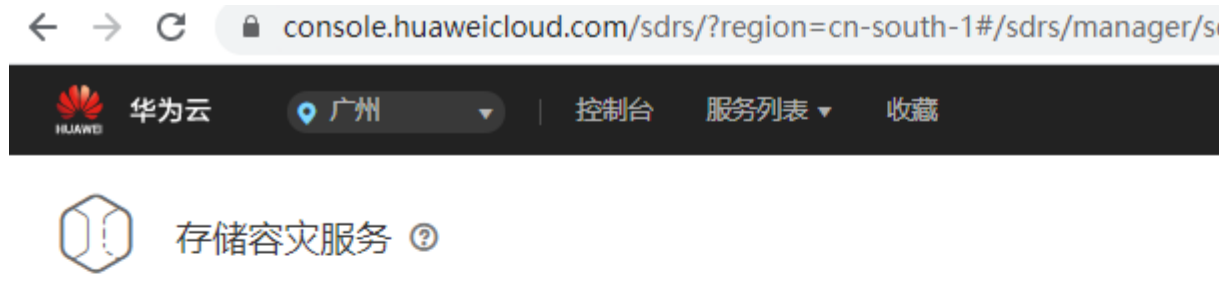 console.huaweicloud.com/sdrs/?region=cn-south-1#/sdrs/manager/s
HUAWEI 华为云 广州 控制台 服务列表 收藏
存储容灾服务